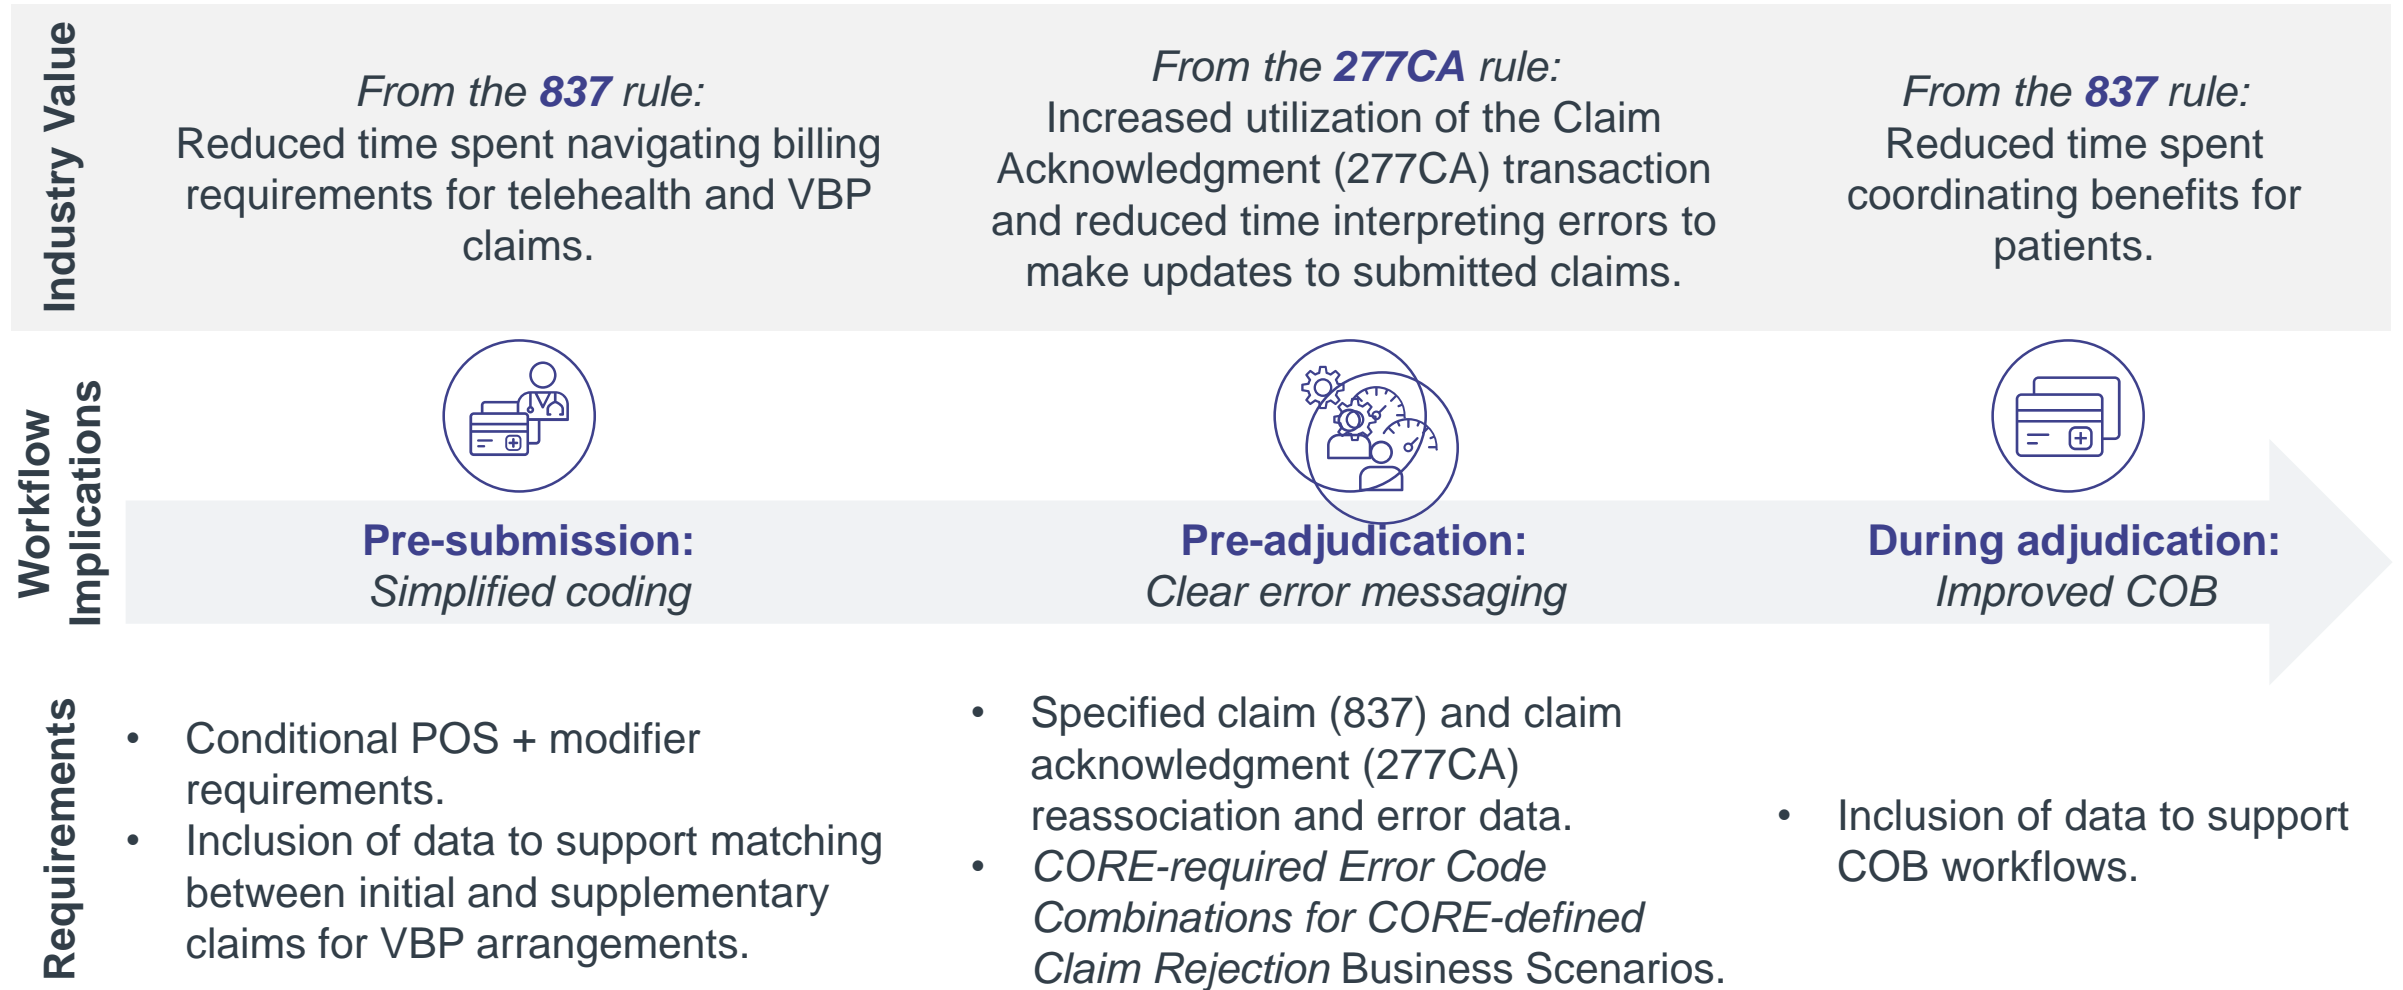 Industry Value
From the 837 rule:
Reduced time spent navigating billing
requirements for telehealth and VBP
claims.
From the 277CA rule:
Increased utilization of the Claim
Acknowledgment (277CA) transaction
and reduced time interpreting errors to
make updates to submitted claims.
From the 837 rule:
Reduced time spent
coordinating benefits for
patients.
Workflow
Implications
Pre-submission:
Simplified coding
Pre-adjudication:
Clear error messaging
During adjudication:
Improved COB
Requirements
• Conditional POS + modifier
requirements.
• Inclusion of data to support matching
between initial and supplementary
claims for VBP arrangements.
• Specified claim (837) and claim
acknowledgment (277CA)
reassociation and error data.
• CORE-required Error Code
Combinations for CORE-defined
Claim Rejection Business Scenarios.
• Inclusion of data to support
COB workflows.